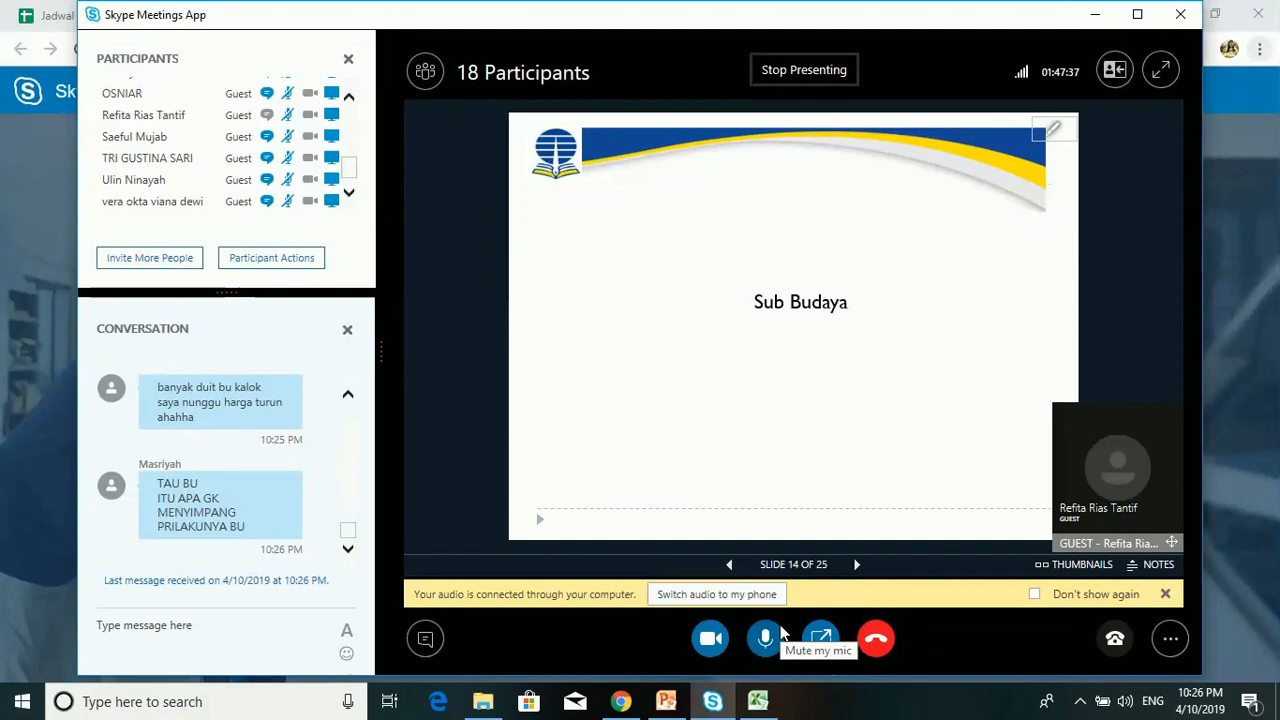 Jadwal
Skype Meetings App
Sk
PARTICIPANTS
OSNIAR Guest
Refita Rias Tantif Guest
Saeful Mujab Guest
TRI GUSTINA SARI Guest
Ulin Ninayah Guest
vera okta viana dewi Guest
Invite More People
Participant Actions
CONVERSATION
banyak duit bu kalok
saya nunggu harga turun
ahahha
10:25 PM
Masriyah
TAU BU
ITU APA GK
MENYIMPANG
PRILAKUNYA BU
10:26 PM
Last message received on 4/10/2019 at 10:26 PM.
Type message here
A
18 Participants
Stop Presenting
01:47:37
Sub Budaya
Refita Rias Tantif
GUEST
GUEST - Refita Ria...
SLIDE 14 OF 25
THUMBNAILS
NOTES
Your audio is connected through your computer.
Switch audio to my phone
Don't show again
Mute my mic
Type here to search
ENG
10:26 PM
4/10/2019
1